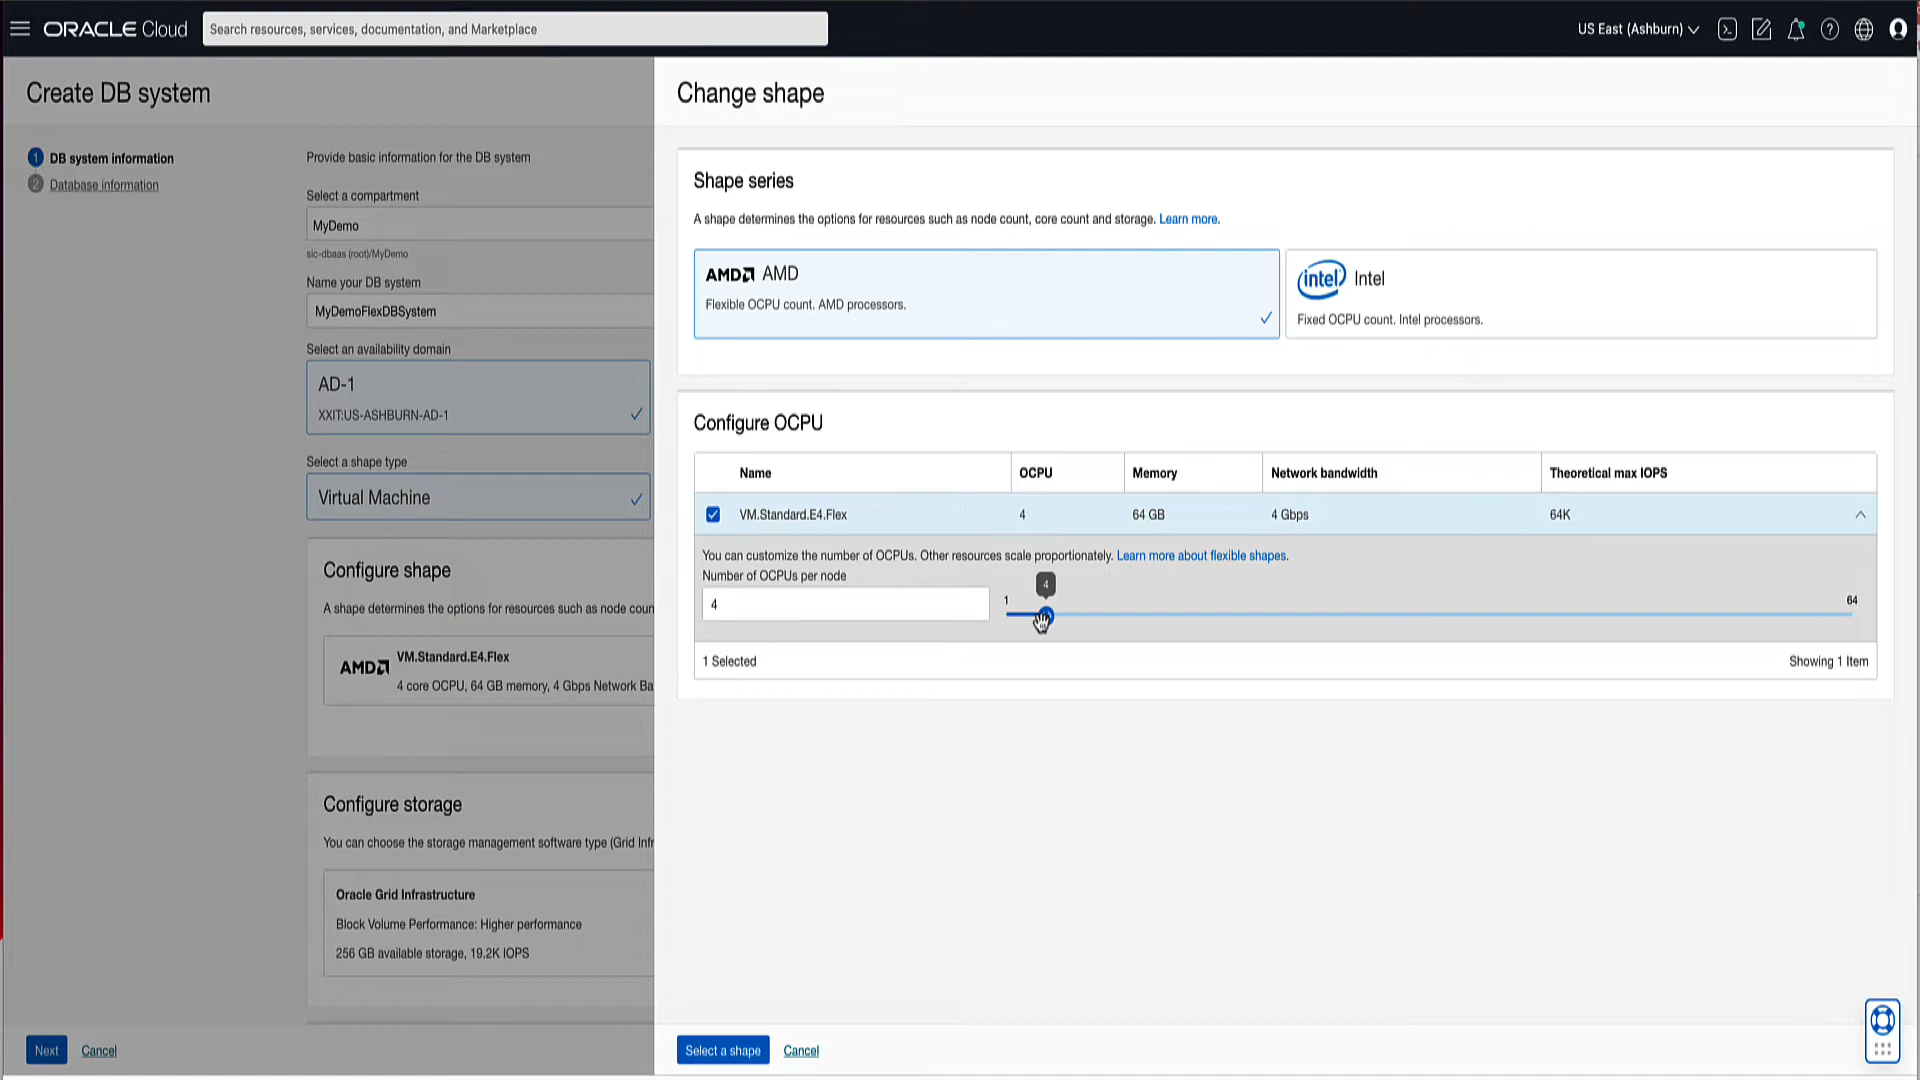 ORACLE Cloud
Search resources, services, documentation, and Marketplace
US East (Ashburn)
Create DB system
1 DB system information
2 Database information
Provide basic information for the DB system
Select a compartment
MyDemo
sic-dbaas (root)/MyDemo
Name your DB system
MyDemoFlexDBSystem
Select an availability domain
AD-1
XXIT:US-ASHBURN-AD-1
Select a shape type
Virtual Machine
Configure shape
A shape determines the options for resources such as node coun
AMD VM.Standard.E4.Flex
4 core OCPU, 64 GB memory, 4 Gbps Network Ba
Configure storage
You can choose the storage management software type (Grid Infr
Oracle Grid Infrastructure
Block Volume Performance: Higher performance
256 GB available storage, 19.2K IOPS
Next Cancel
Change shape
Shape series
A shape determines the options for resources such as node count, core count and storage. Learn more.
AMD AMD
Flexible OCPU count. AMD processors.
intel Intel
Fixed OCPU count. Intel processors.
Configure OCPU
Name OCPU Memory Network bandwidth Theoretical max IOPS
VM.Standard.E4.Flex 4 64 GB 4 Gbps 64K
You can customize the number of OCPUs. Other resources scale proportionately. Learn more about flexible shapes.
Number of OCPUs per node
4
1 4 64
1 Selected Showing 1 Item
Select a shape Cancel